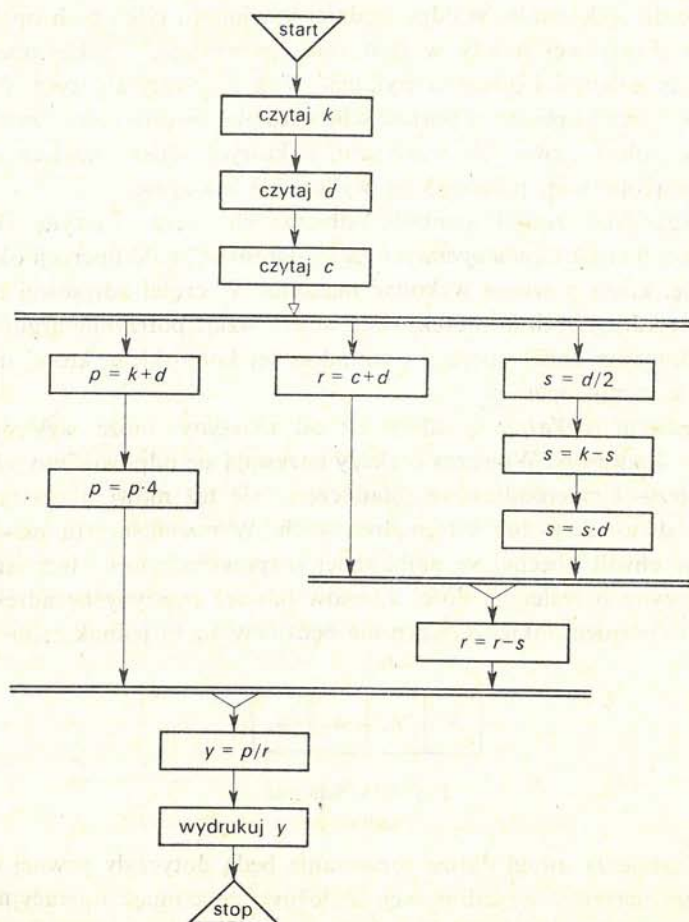 start
czytaj k
czytaj d
czytaj c
p = k+d
r = c+d
s = d/2
s = k-s
p = p·4
s = s·d
r = r-s
y = p/r
wydrukuj y
stop